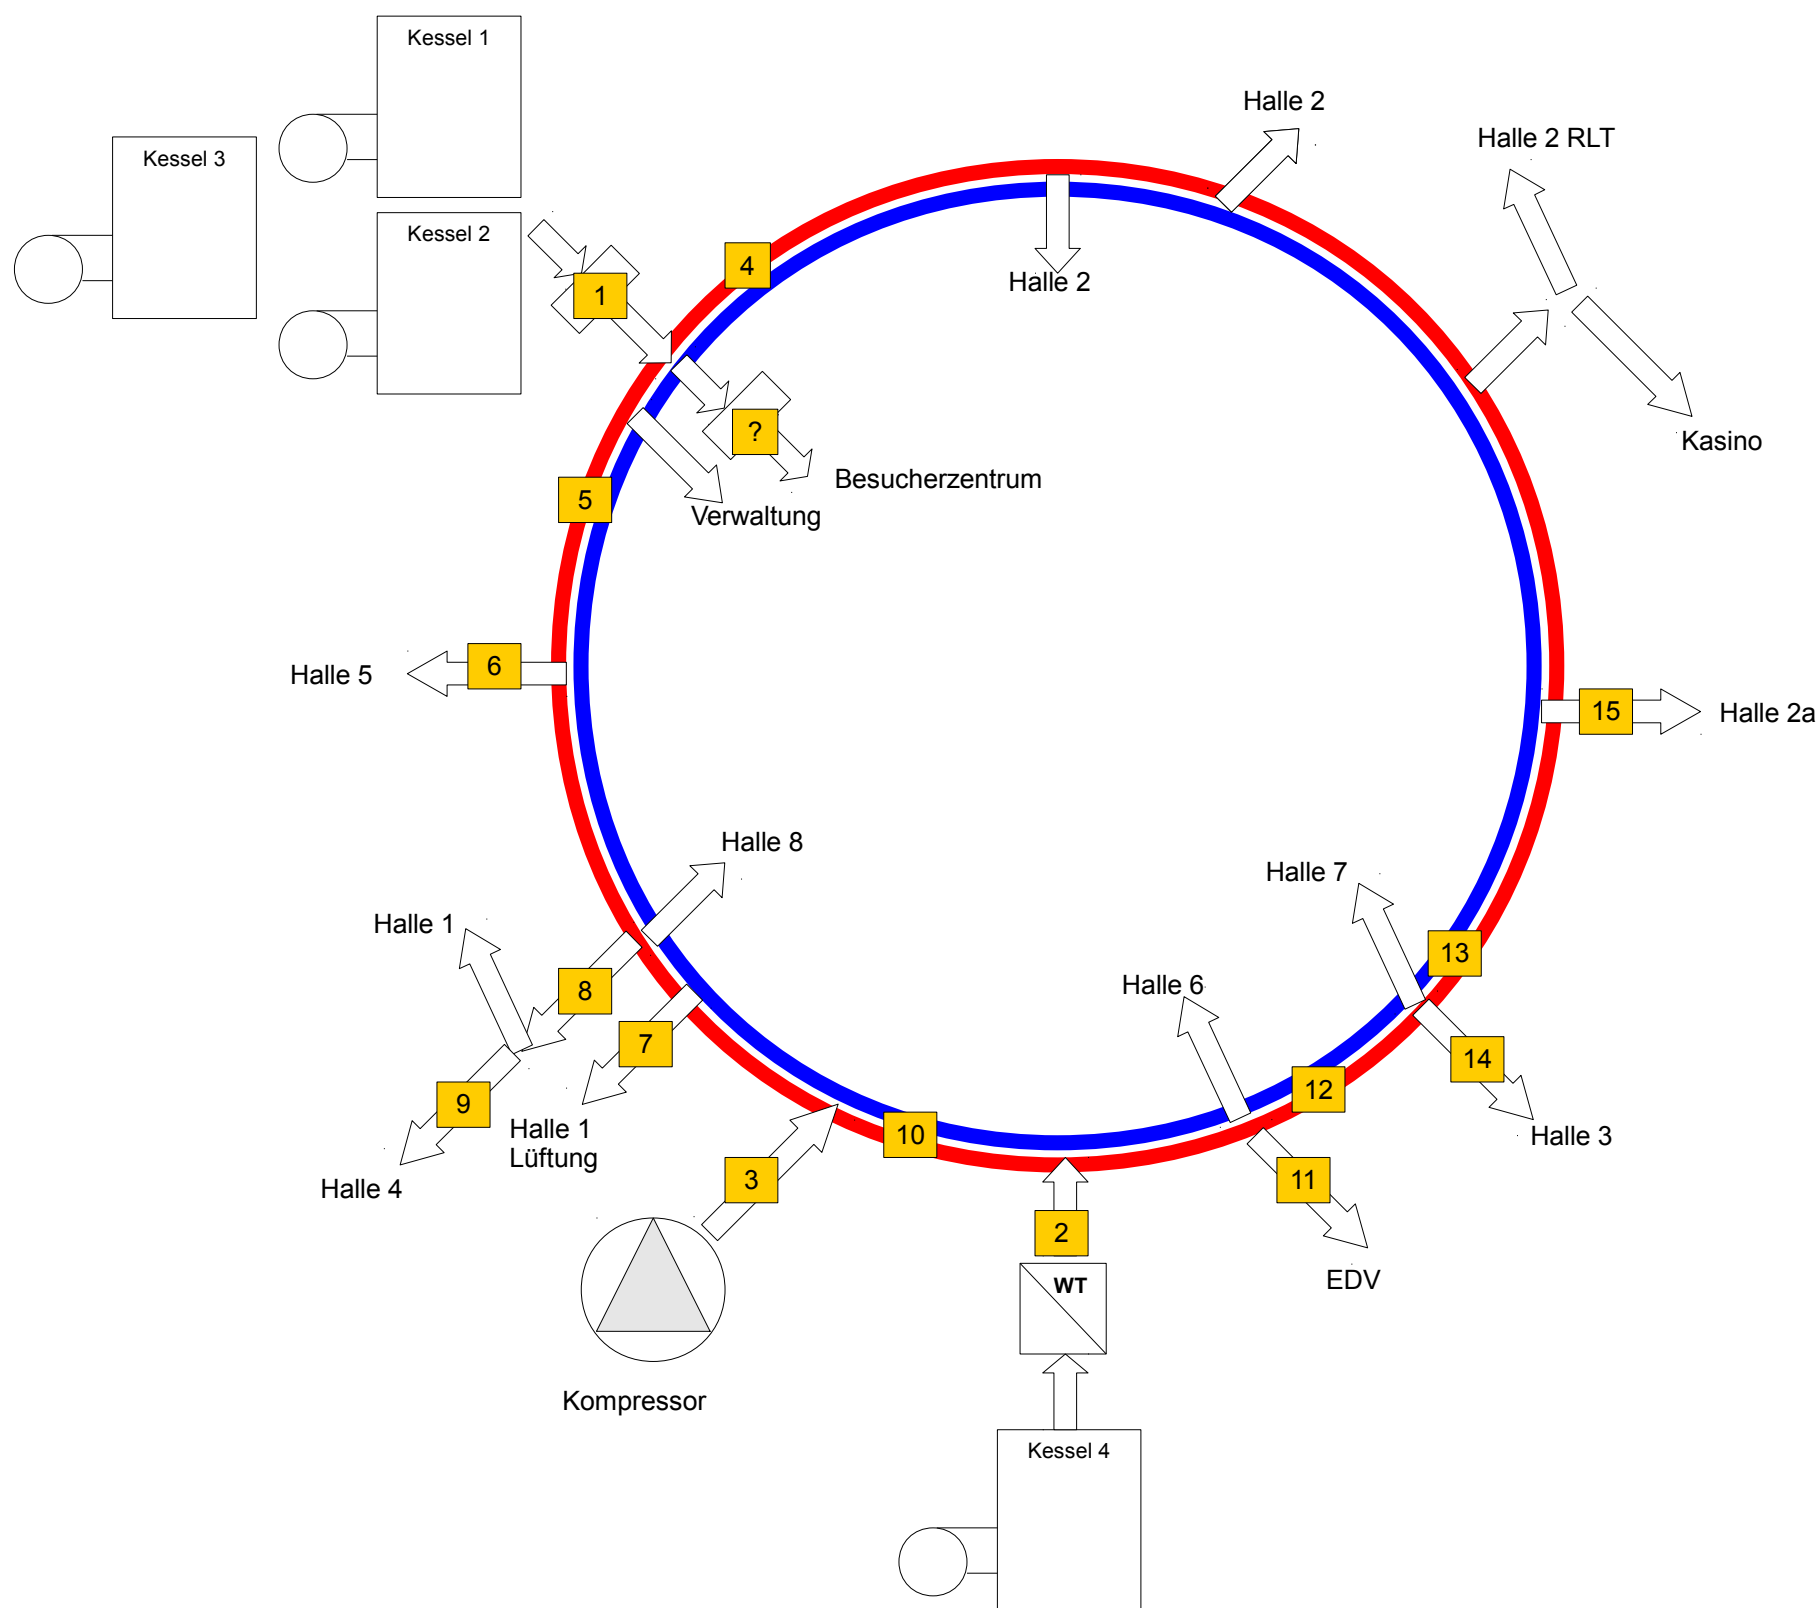 Kessel 1
Kessel 3
Kessel 2
1
4
Halle 2
Halle 2
Halle 2 RLT
Kasino
?
Besucherzentrum
Verwaltung
5
6
Halle 5
15
Halle 2a
Halle 8
Halle 7
Halle 1
8
7
9
Halle 1
Lüftung
Halle 4
13
Halle 6
12
14
Halle 3
10
3
11
2
EDV
WT
Kompressor
Kessel 4